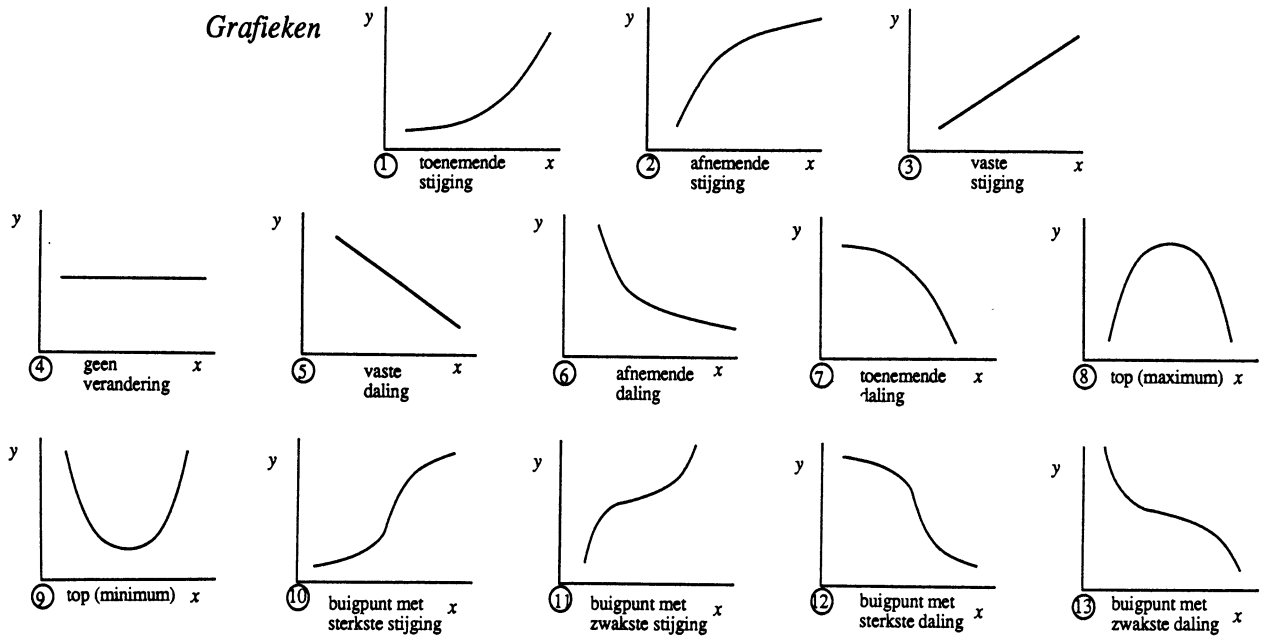 Grafieken
y
x
① toenemende
stijging
y
x
② afnemende
stijging
y
x
③ vaste
stijging
y
x
④ geen
verandering
y
x
⑤ vaste
daling
y
x
⑥ afnemende
daling
y
x
⑦ toenemende
daling
y
⑧ top (maximum) x
y
⑨ top (minimum) x
y
x
⑩ buigpunt met
sterkste stijging
y
x
⑪ buigpunt met
zwakste stijging
y
x
⑫ buigpunt met
sterkste daling
y
x
⑬ buigpunt met
zwakste daling